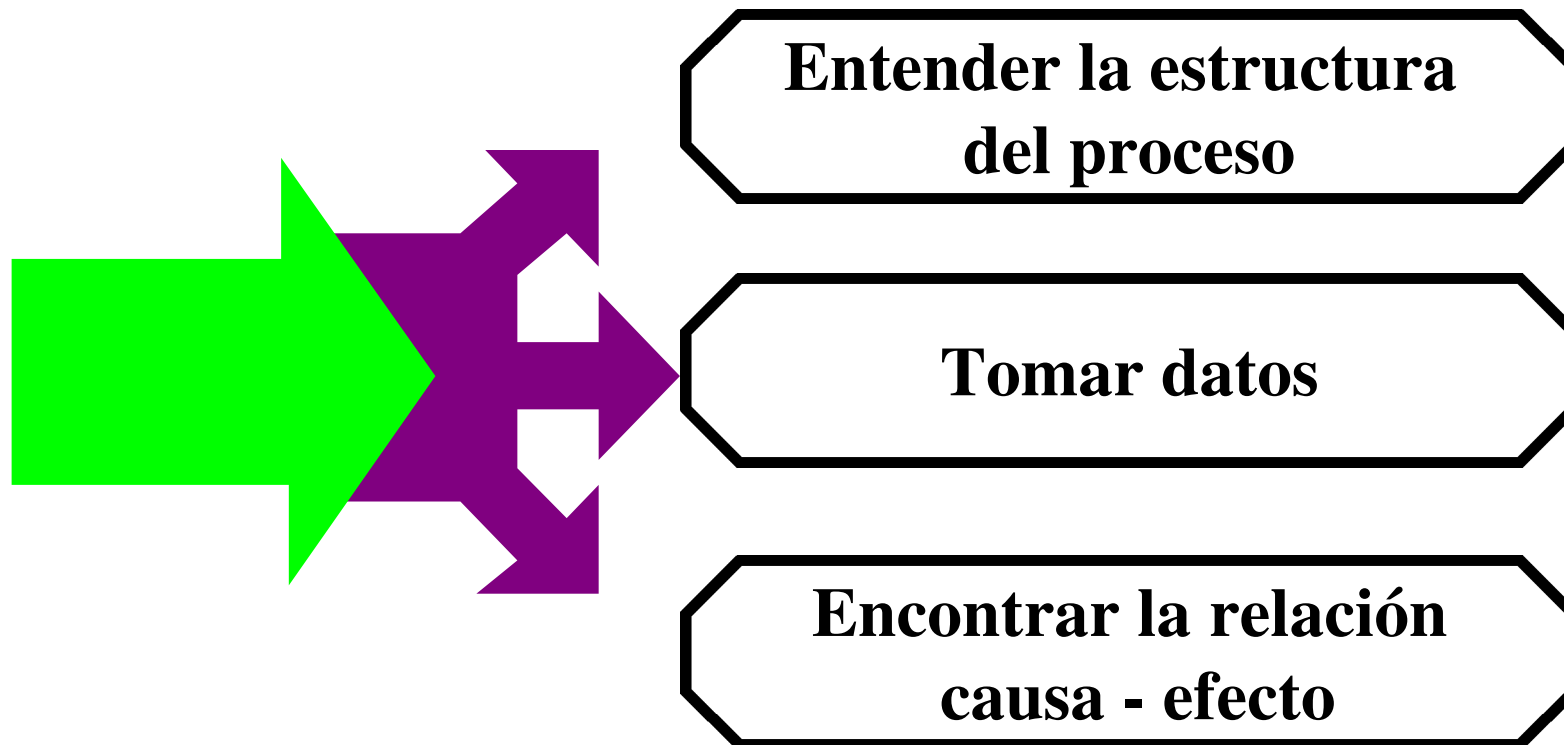 Entender la estructura
del proceso
Tomar datos
Encontrar la relación
causa - efecto